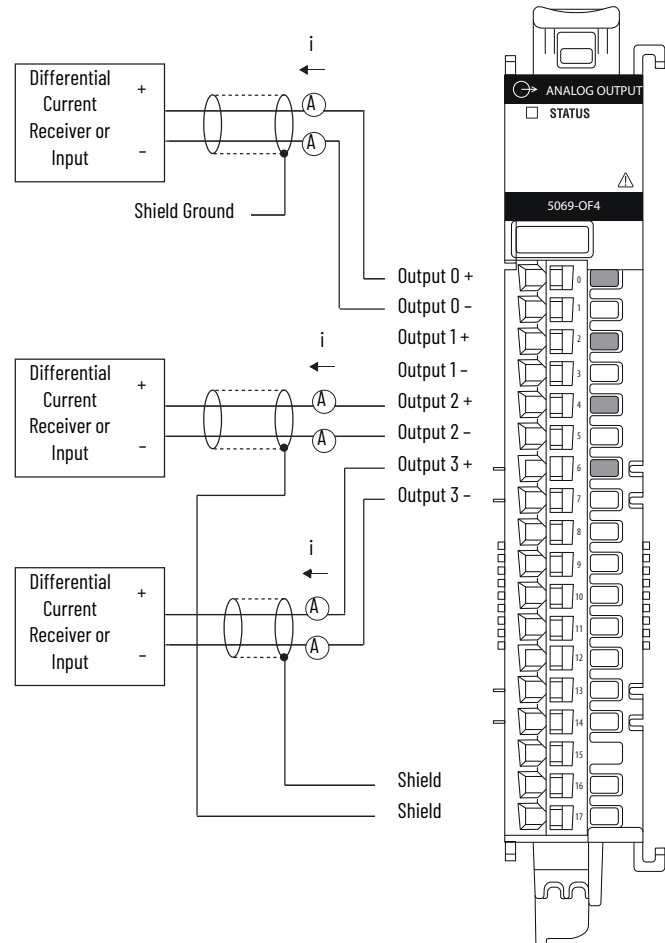 i
Differential
Current
Receiver or
Input
+
–
A
A
Shield Ground
ANALOG OUTPUT
STATUS
5069-OF4
Output 0 +
Output 0 –
Output 1 +
Output 1 –
Output 2 +
Output 2 –
Output 3 +
Output 3 –
i
Differential
Current
Receiver or
Input
+
–
A
A
i
Differential
Current
Receiver or
Input
+
–
A
A
Shield
Shield
0
1
2
3
4
5
6
7
8
9
10
11
12
13
14
15
16
17